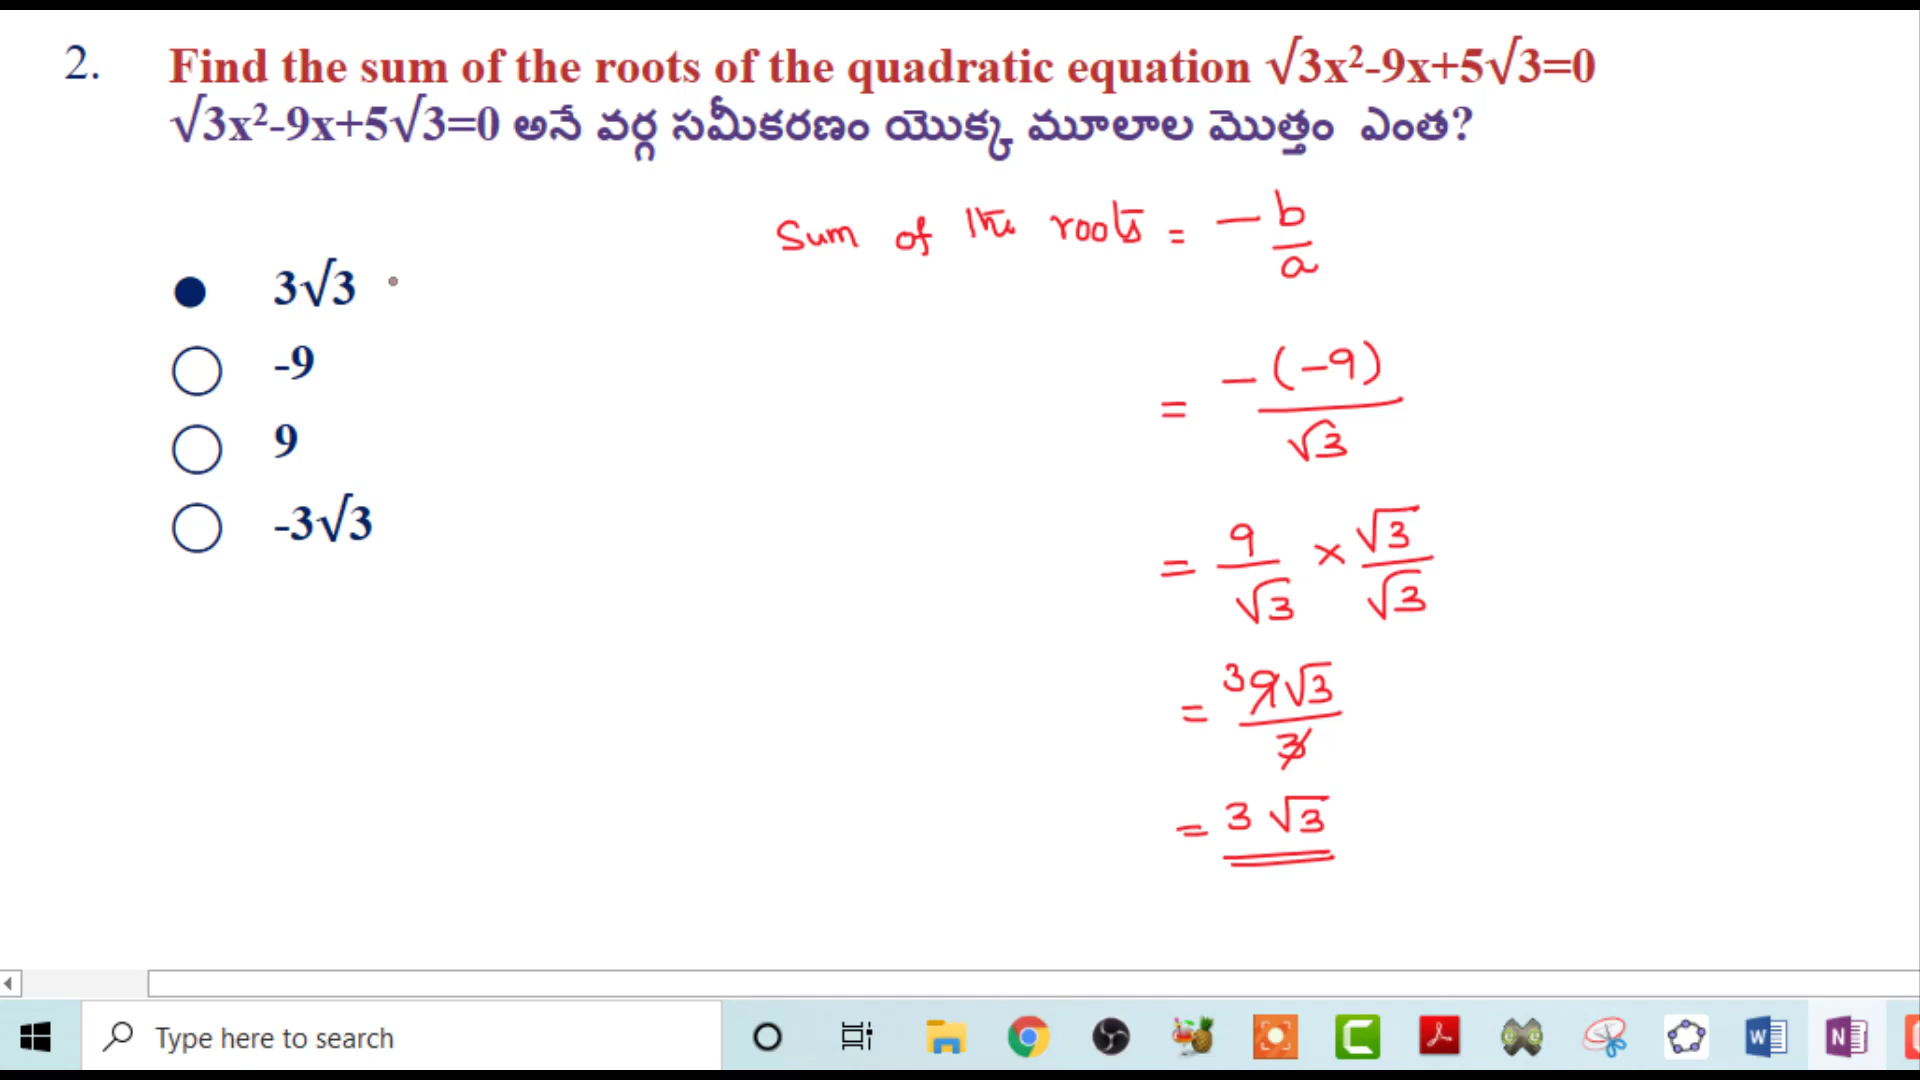 2. Find the sum of the roots of the quadratic equation √3x²-9x+5√3=0
√3x²-9x+5√3=0 అనే వర్గ సమీకరణం యొక్క మూలాల మొత్తం ఎంత?
Sum of the roots = - b/a
3√3
-9
= -(-9)/√3
9
-3√3
= 9/√3 × √3/√3
= 3 9√3/3
= 3√3
Type here to search